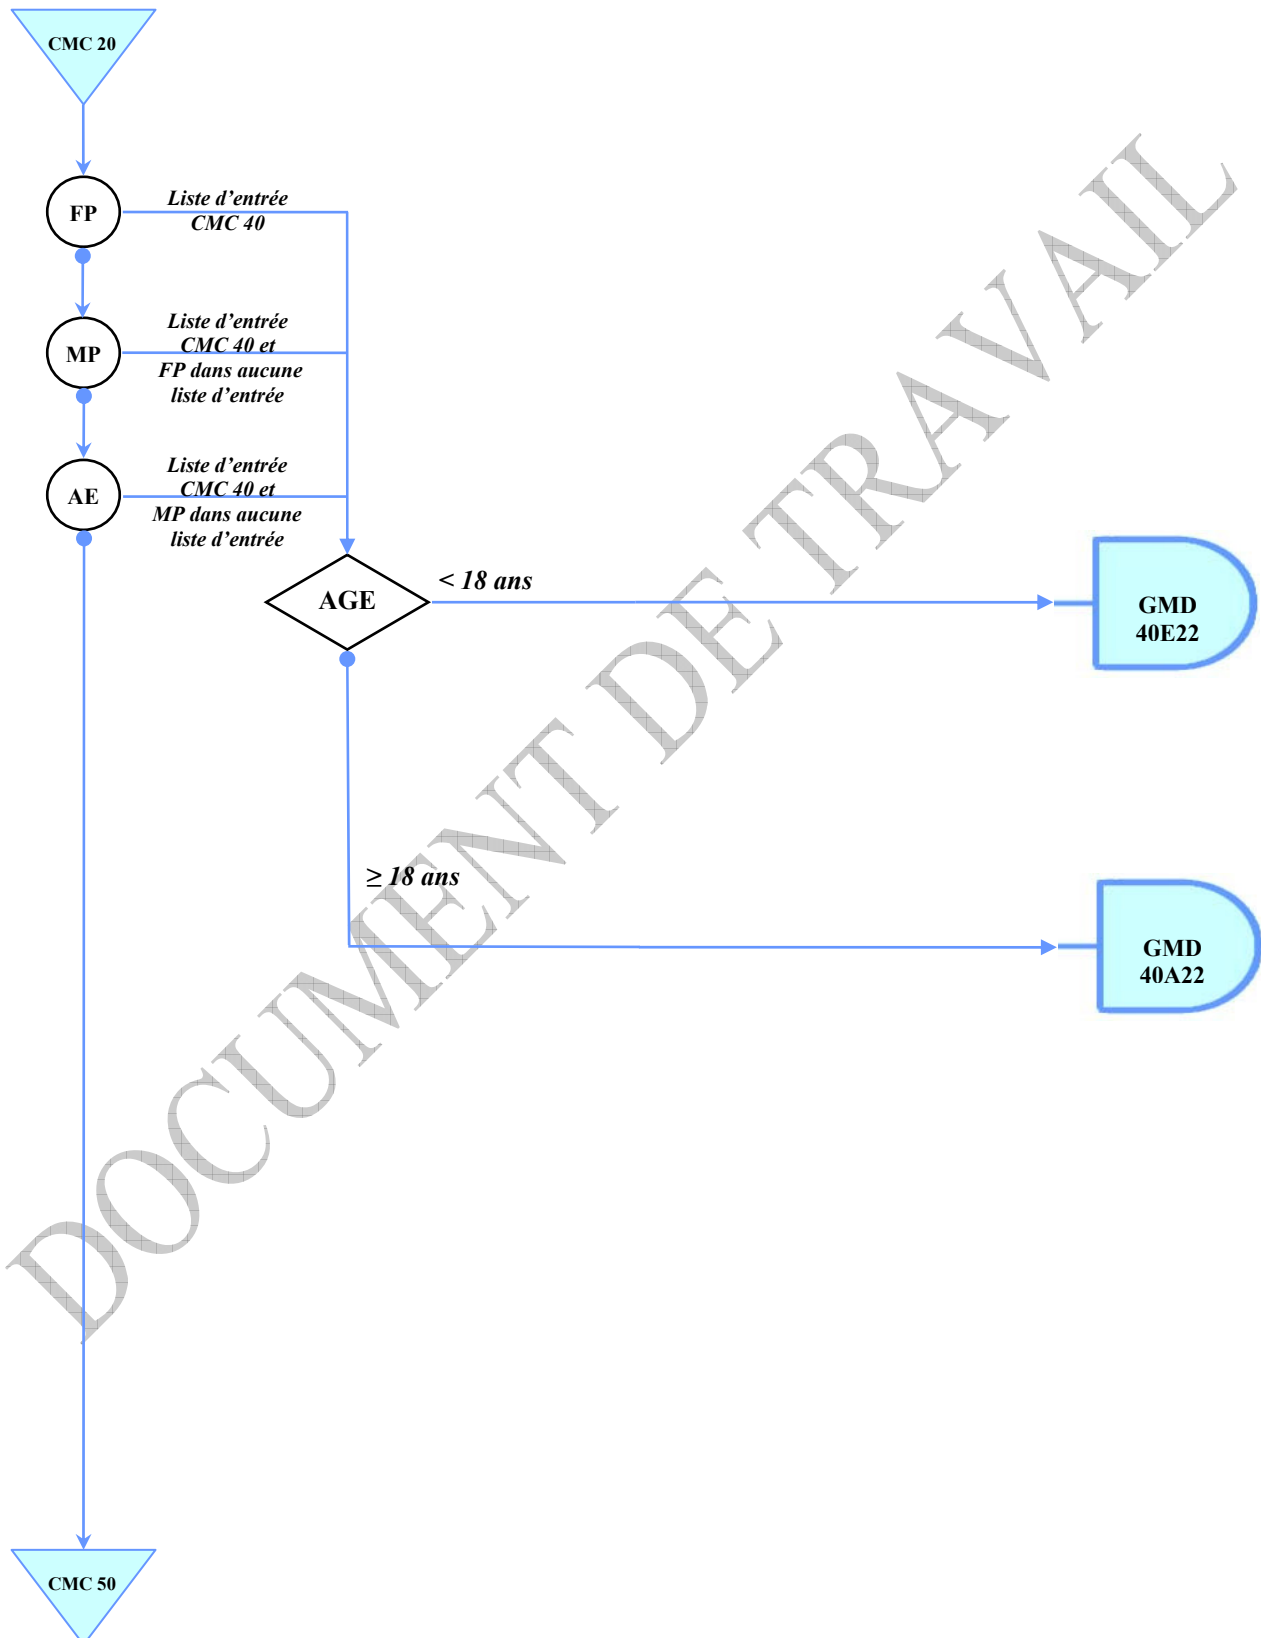 CMC 20
FP
Liste d’entrée
CMC 40
MP
Liste d’entrée
CMC 40 et
FP dans aucune
liste d’entrée
AE
Liste d’entrée
CMC 40 et
MP dans aucune
liste d’entrée
AGE
< 18 ans
GMD
40E22
≥ 18 ans
GMD
40A22
DOCUMENT DE TRAVAIL
CMC 50